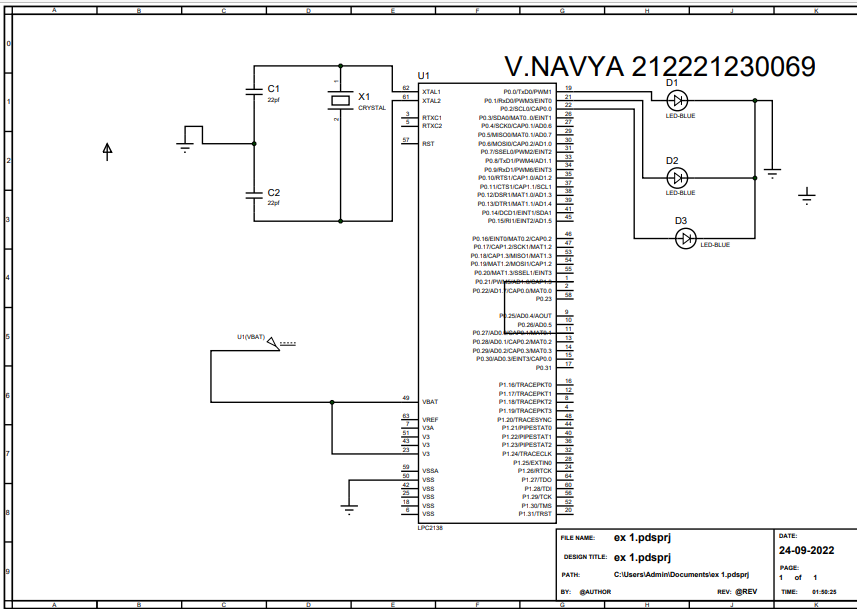 A B C D E F G H J K
V.NAVYA 212221230069
U1
C1
22pf
X1
CRYSTAL
1
2
C2
22pf
D1
LED-BLUE
D2
LED-BLUE
D3
LED-BLUE
62 XTAL1
61 XTAL2
3 RTXC1
5 RTXC2
57 RST
P0.0/TxD0/PWM1 19
P0.1/RxD0/PWM3/EINT0 21
P0.2/SCL0/CAP0.0 22
P0.3/SDA0/MAT0.0/EINT1 26
P0.4/SCK0/CAP0.1/AD0.6 27
P0.5/MISO0/MAT0.1/AD0.7 29
P0.6/MOSI0/CAP0.2/AD1.0 30
P0.7/SSEL0/PWM2/EINT2 31
P0.8/TxD1/PWM4/AD1.1 33
P0.9/RxD1/PWM6/EINT3 34
P0.10/RTS1/CAP1.0/AD1.2 35
P0.11/CTS1/CAP1.1/SCL1 37
P0.12/DSR1/MAT1.0/AD1.3 38
P0.13/DTR1/MAT1.1/AD1.4 39
P0.14/DCD1/EINT1/SDA1 41
P0.15/RI1/EINT2/AD1.5 45
P0.16/EINT0/MAT0.2/CAP0.2 46
P0.17/CAP1.2/SCK1/MAT1.2 47
P0.18/CAP1.3/MISO1/MAT1.3 53
P0.19/MAT1.2/MOSI1/CAP1.2 54
P0.20/MAT1.3/SSEL1/EINT3 55
P0.21/PWM5/AD1.6/CAP1.3 1
P0.22/AD1.7/CAP0.0/MAT0.0 2
P0.23 58
P0.25/AD0.4/AOUT 9
P0.26/AD0.5 10
P0.27/AD0.0/CAP0.1/MAT0.1 11
P0.28/AD0.1/CAP0.2/MAT0.2 13
P0.29/AD0.2/CAP0.3/MAT0.3 14
P0.30/AD0.3/EINT3/CAP0.0 15
P0.31 17
U1(VBAT)
49 VBAT
63 VREF
7 V3A
51 V3
43 V3
23 V3
59 VSSA
50 VSS
42 VSS
25 VSS
18 VSS
6 VSS
P1.16/TRACEPKT0 16
P1.17/TRACEPKT1 12
P1.18/TRACEPKT2 8
P1.19/TRACEPKT3 4
P1.20/TRACESYNC 48
P1.21/PIPESTAT0 44
P1.22/PIPESTAT1 40
P1.23/PIPESTAT2 36
P1.24/TRACECLK 32
P1.25/EXTIN0 28
P1.26/RTCK 24
P1.27/TDO 64
P1.28/TDI 60
P1.29/TCK 56
P1.30/TMS 52
P1.31/TRST 20
LPC2138
0
1
2
3
4
5
6
7
8
9
FILE NAME: ex 1.pdsprj
DESIGN TITLE: ex 1.pdsprj
PATH: C:\Users\Admin\Documents\ex 1.pdsprj
BY: @AUTHOR REV: @REV
DATE:
24-09-2022
PAGE:
1 of 1
TIME: 01:50:25
A B C D E F G H J K